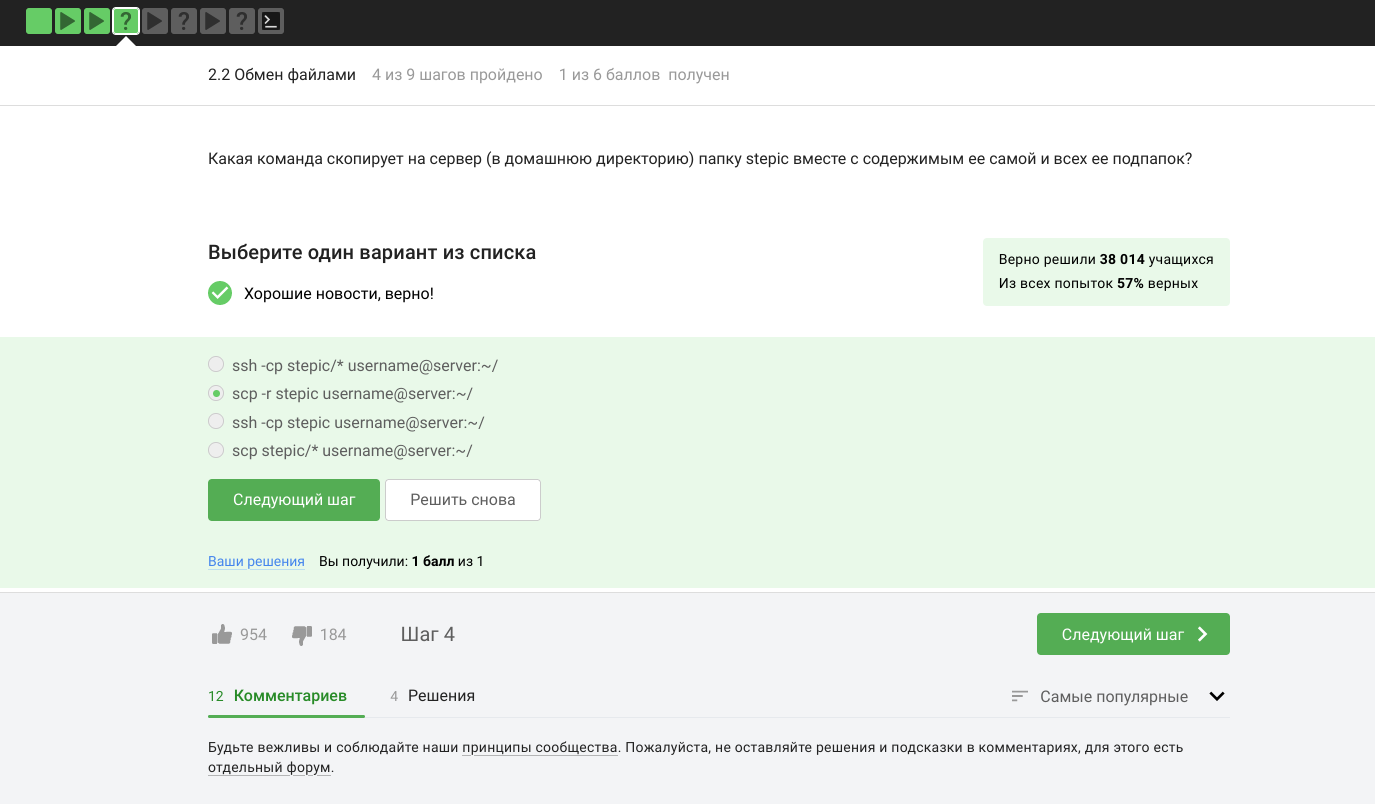 2.2 Обмен файлами 4 из 9 шагов пройдено 1 из 6 баллов получен
Какая команда скопирует на сервер (в домашнюю директорию) папку stepic вместе с содержимым ее самой и всех ее подпапок?
Выберите один вариант из списка
Верно решили 38 014 учащихся
Из всех попыток 57% верных
Хорошие новости, верно!
ssh -cp stepic/* username@server:~/
scp -r stepic username@server:~/
ssh -cp stepic username@server:~/
scp stepic/* username@server:~/
Следующий шаг Решить снова
Ваши решения Вы получили: 1 балл из 1
954 184 Шаг 4 Следующий шаг
12 Комментариев 4 Решения Самые популярные
Будьте вежливы и соблюдайте наши принципы сообщества. Пожалуйста, не оставляйте решения и подсказки в комментариях, для этого есть
отдельный форум.